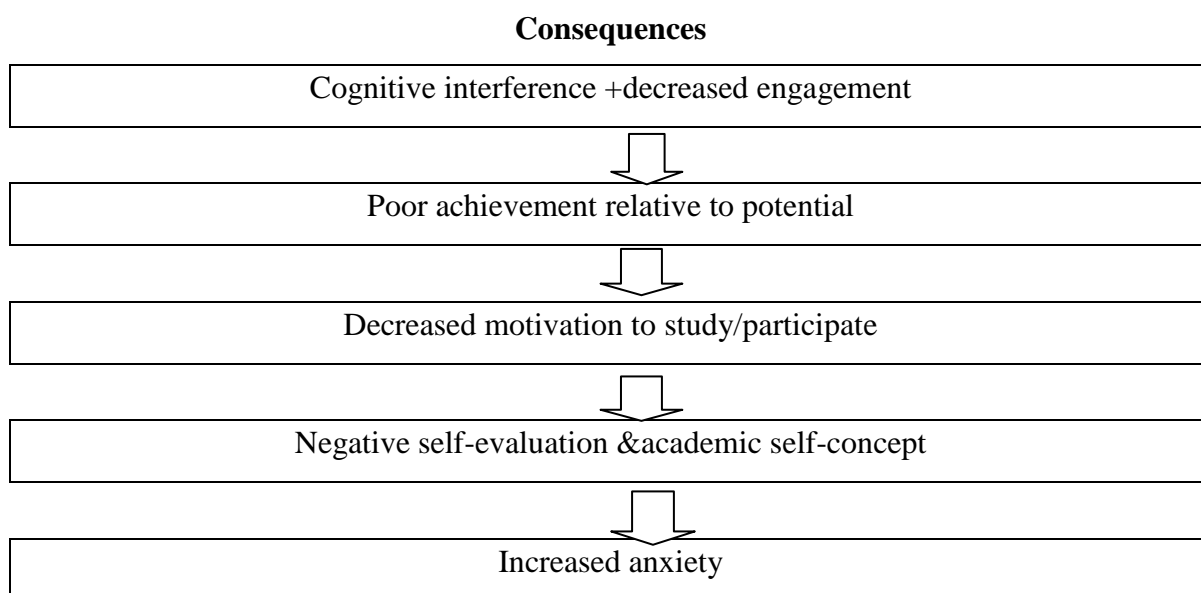 Consequences
Cognitive interference +decreased engagement
Poor achievement relative to potential
Decreased motivation to study/participate
Negative self-evaluation &academic self-concept
Increased anxiety